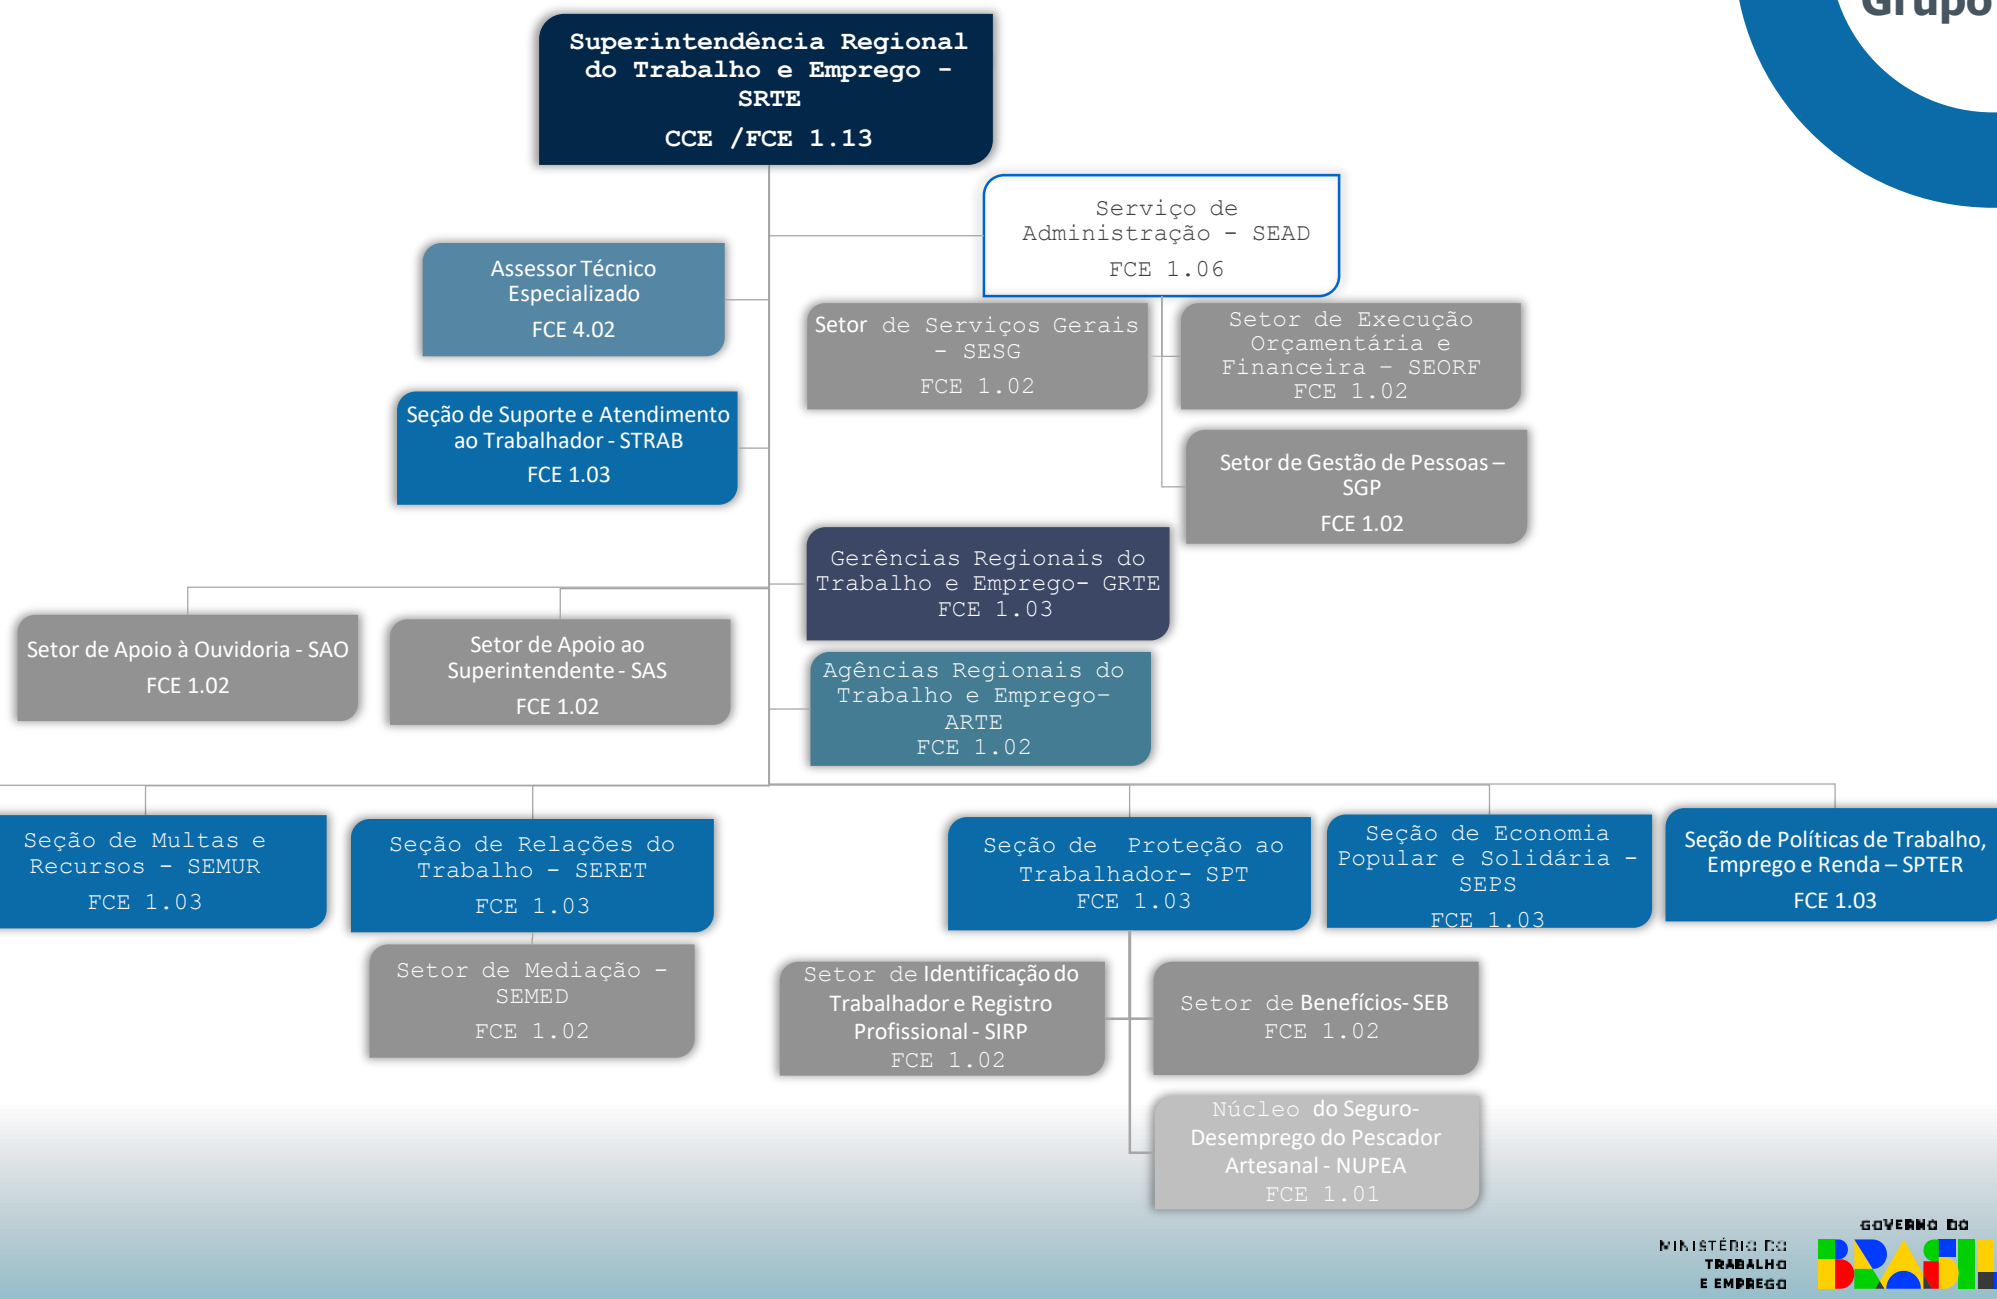 Grupo
Superintendência Regional
do Trabalho e Emprego -
SRTE
CCE /FCE 1.13
Serviço de
Administração - SEAD
FCE 1.06
Assessor Técnico
Especializado
FCE 4.02
Setor de Serviços Gerais
- SESG
FCE 1.02
Setor de Execução
Orçamentária e
Financeira – SEORF
FCE 1.02
Seção de Suporte e Atendimento
ao Trabalhador - STRAB
FCE 1.03
Setor de Gestão de Pessoas –
SGP
FCE 1.02
Gerências Regionais do
Trabalho e Emprego- GRTE
FCE 1.03
Setor de Apoio à Ouvidoria - SAO
FCE 1.02
Setor de Apoio ao
Superintendente - SAS
FCE 1.02
Agências Regionais do
Trabalho e Emprego–
ARTE
FCE 1.02
Seção de Multas e
Recursos - SEMUR
FCE 1.03
Seção de Relações do
Trabalho - SERET
FCE 1.03
Seção de Proteção ao
Trabalhador- SPT
FCE 1.03
Seção de Economia
Popular e Solidária -
SEPS
FCE 1.03
Seção de Políticas de Trabalho,
Emprego e Renda – SPTER
FCE 1.03
Setor de Mediação -
SEMED
FCE 1.02
Setor de Identificação do
Trabalhador e Registro
Profissional - SIRP
FCE 1.02
Setor de Benefícios- SEB
FCE 1.02
Núcleo do Seguro-
Desemprego do Pescador
Artesanal - NUPEA
FCE 1.01
MINISTÉRIO DO
TRABALHO
E EMPREGO
GOVERNO DO
BRASIL